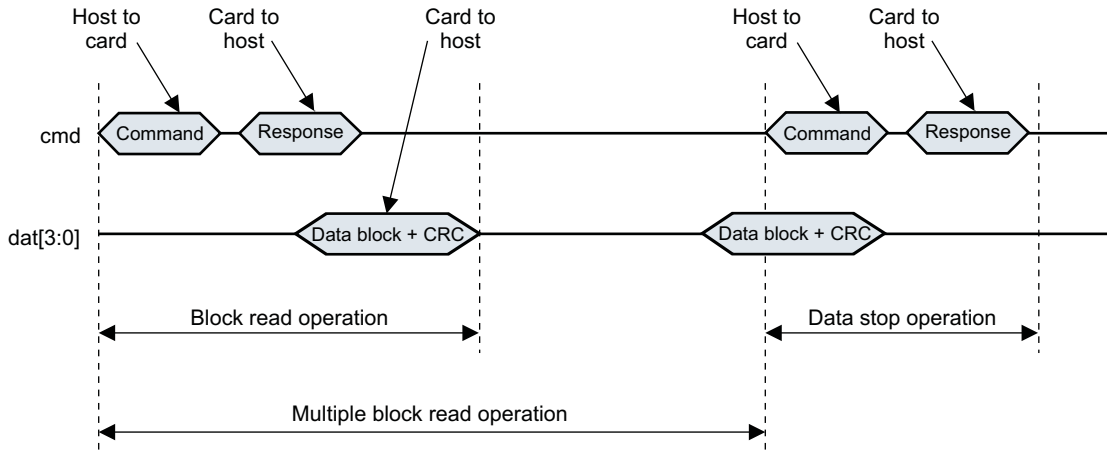 Host to
card
Card to
host
Card to
host
Host to
card
Card to
host
cmd
Command
Response
Command
Response
dat[3:0]
Data block + CRC
Data block + CRC
Block read operation
Data stop operation
Multiple block read operation